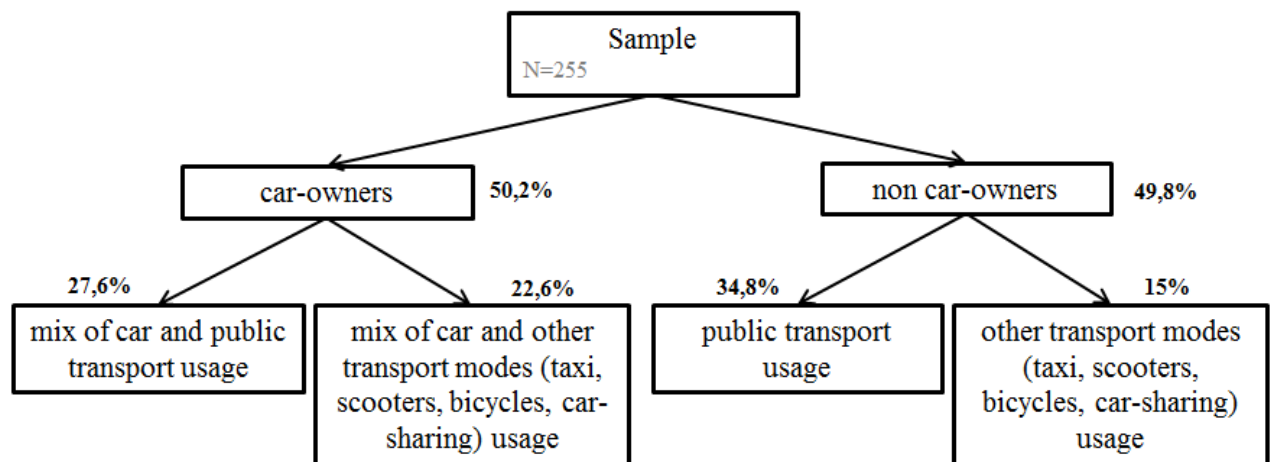 Sample
N=255
car-owners
50,2%
non car-owners
49,8%
27,6%
22,6%
34,8%
15%
mix of car and public
transport usage
mix of car and other
transport modes (taxi,
scooters, bicycles, car-
sharing) usage
public transport
usage
other transport modes
(taxi, scooters,
bicycles, car-sharing)
usage